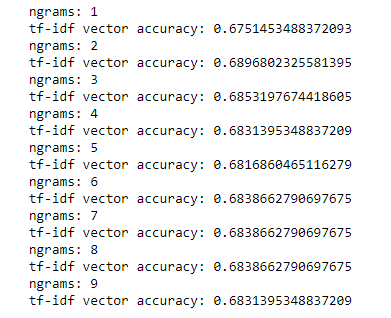 ngrams: 1
tf-idf vector accuracy: 0.6751453488372093
ngrams: 2
tf-idf vector accuracy: 0.6896802325581395
ngrams: 3
tf-idf vector accuracy: 0.6853197674418605
ngrams: 4
tf-idf vector accuracy: 0.6831395348837209
ngrams: 5
tf-idf vector accuracy: 0.6816860465116279
ngrams: 6
tf-idf vector accuracy: 0.6838662790697675
ngrams: 7
tf-idf vector accuracy: 0.6838662790697675
ngrams: 8
tf-idf vector accuracy: 0.6838662790697675
ngrams: 9
tf-idf vector accuracy: 0.6831395348837209